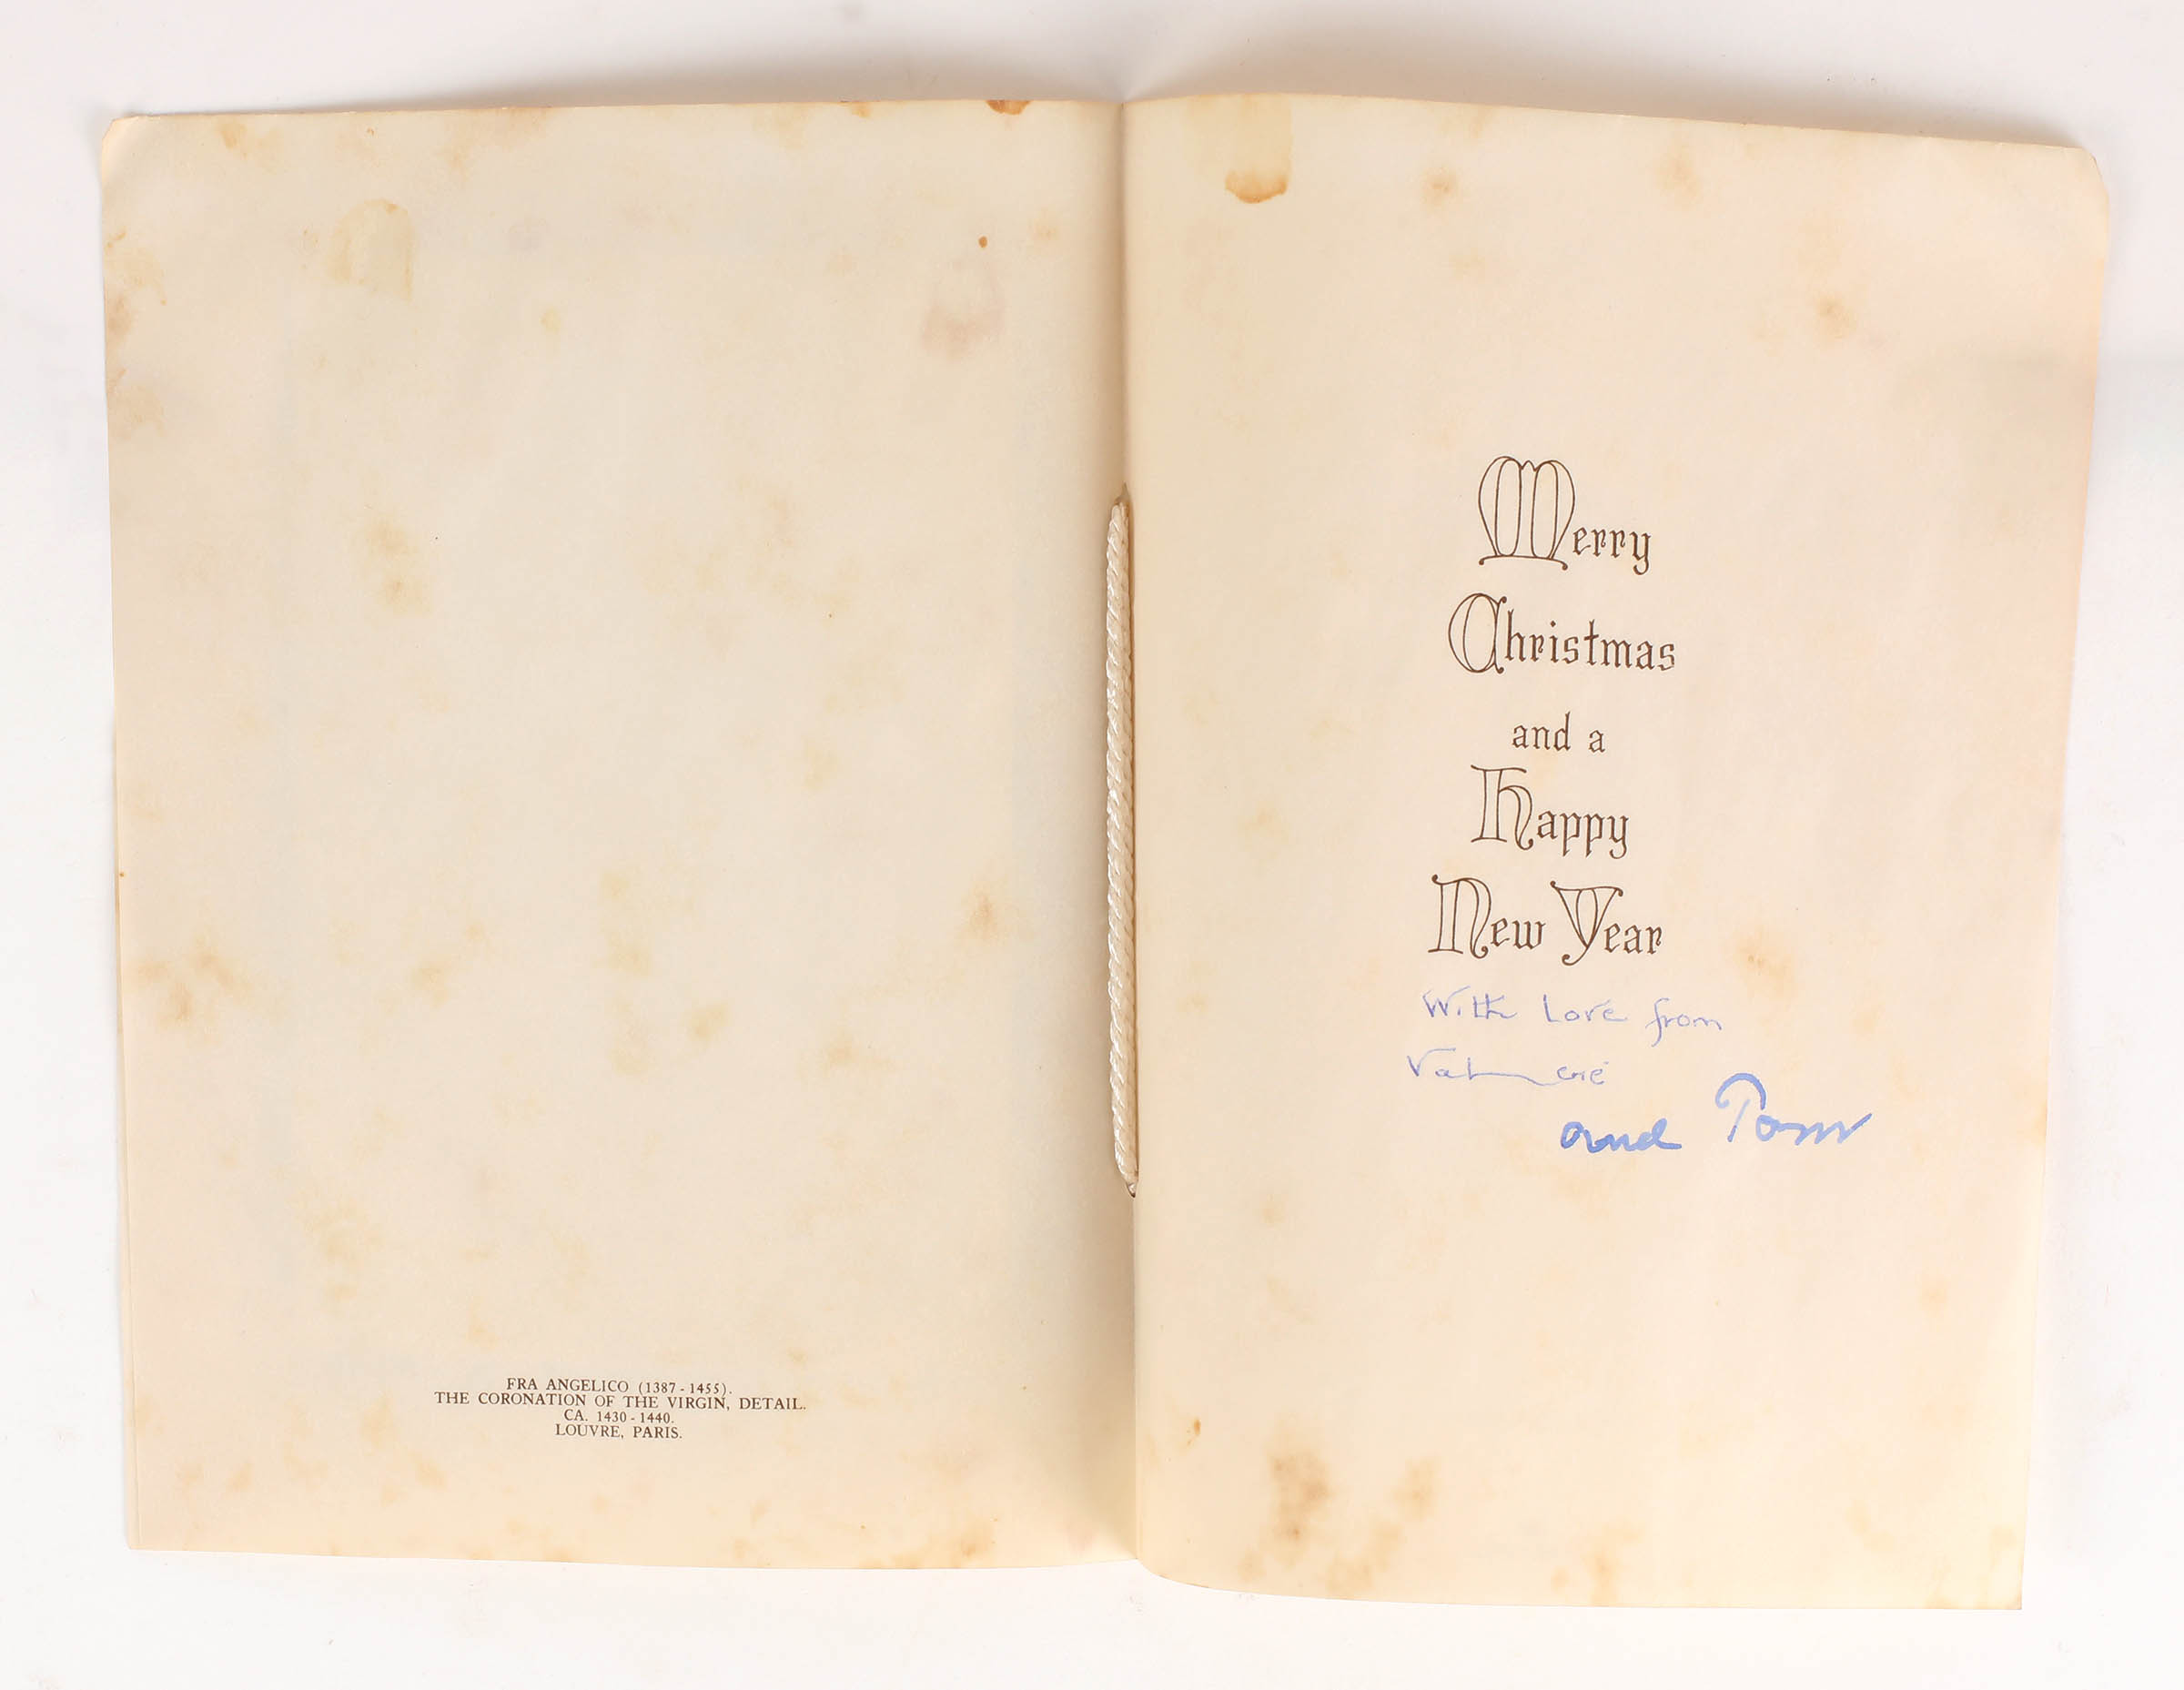 FRA ANGELICO (1387 - 1455).
THE CORONATION OF THE VIRGIN, DETAIL.
CA. 1430 - 1440.
LOUVRE, PARIS.
Merry
Christmas
and a
Happy
New Year
With Love from
and Tom